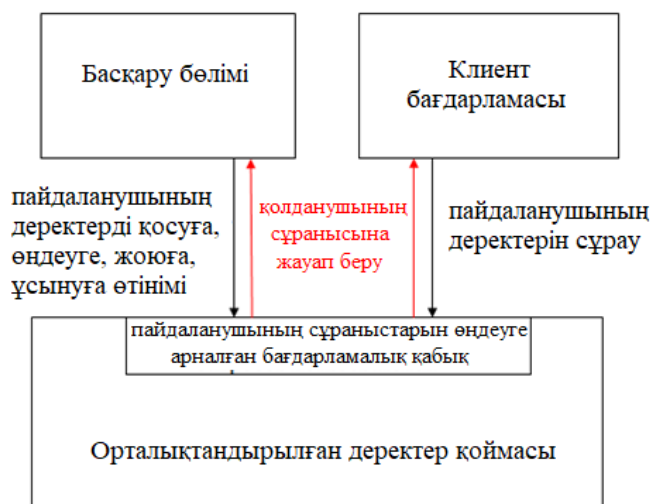 Басқару бөлімі
Клиент
бағдарламасы
пайдаланушының
деректерді қосуға,
өңдеуге, жоюға,
ұсынуға өтінімі
қолданушының
сұранысына
жауап беру
пайдаланушының
деректерін сұрау
пайдаланушының сұраныстарын өңдеуге
арналған бағдарламалық қабық
Орталықтандырылған деректер қоймасы